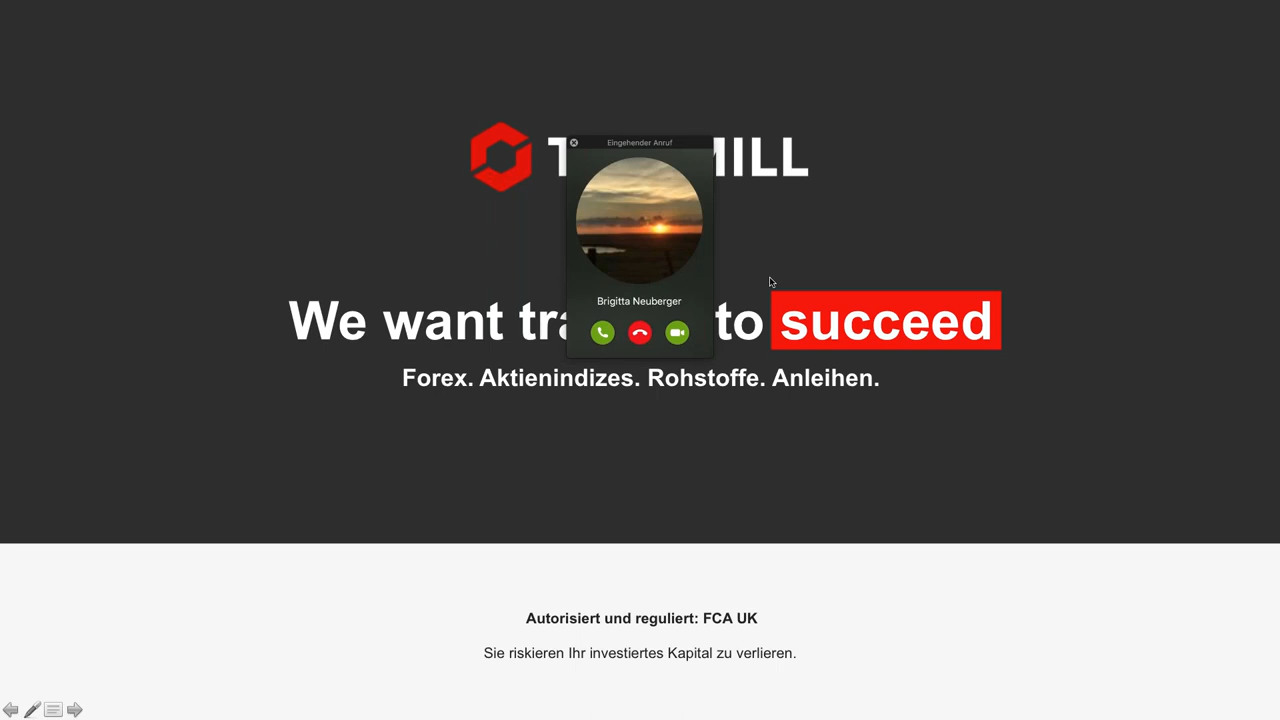 Eingehender Anruf
T MILL
Brigitta Neuberger
We want tra to succeed
Forex. Aktienindizes. Rohstoffe. Anleihen.
Autorisiert und reguliert: FCA UK
Sie riskieren Ihr investiertes Kapital zu verlieren.